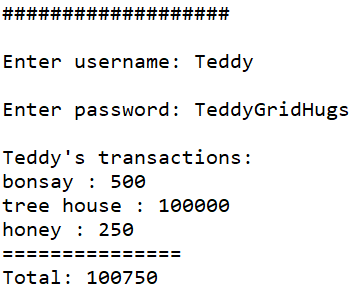 ###################
Enter username: Teddy
Enter password: TeddyGridHugs
Teddy's transactions:
bonsay : 500
tree house : 100000
honey : 250
===============
Total: 100750